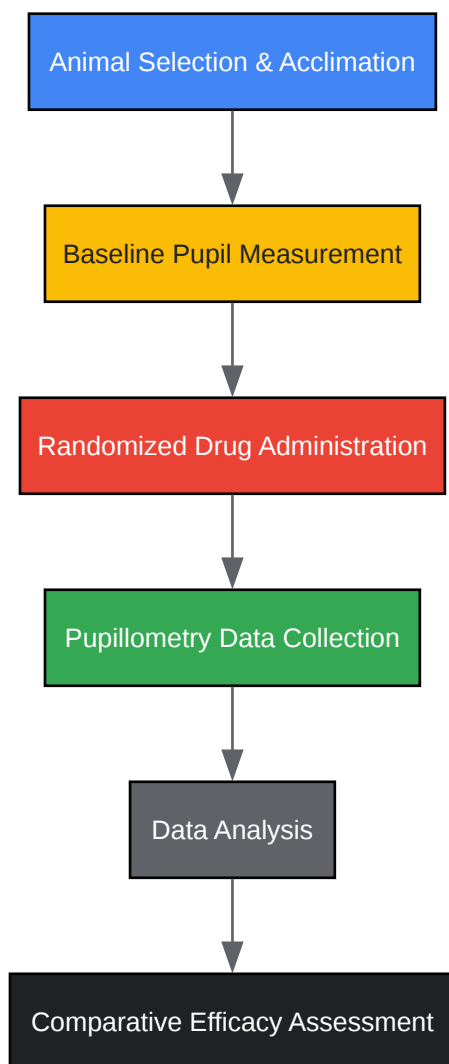 Animal Selection & Acclimation
Baseline Pupil Measurement
Randomized Drug Administration
Pupillometry Data Collection
Data Analysis
Comparative Efficacy Assessment